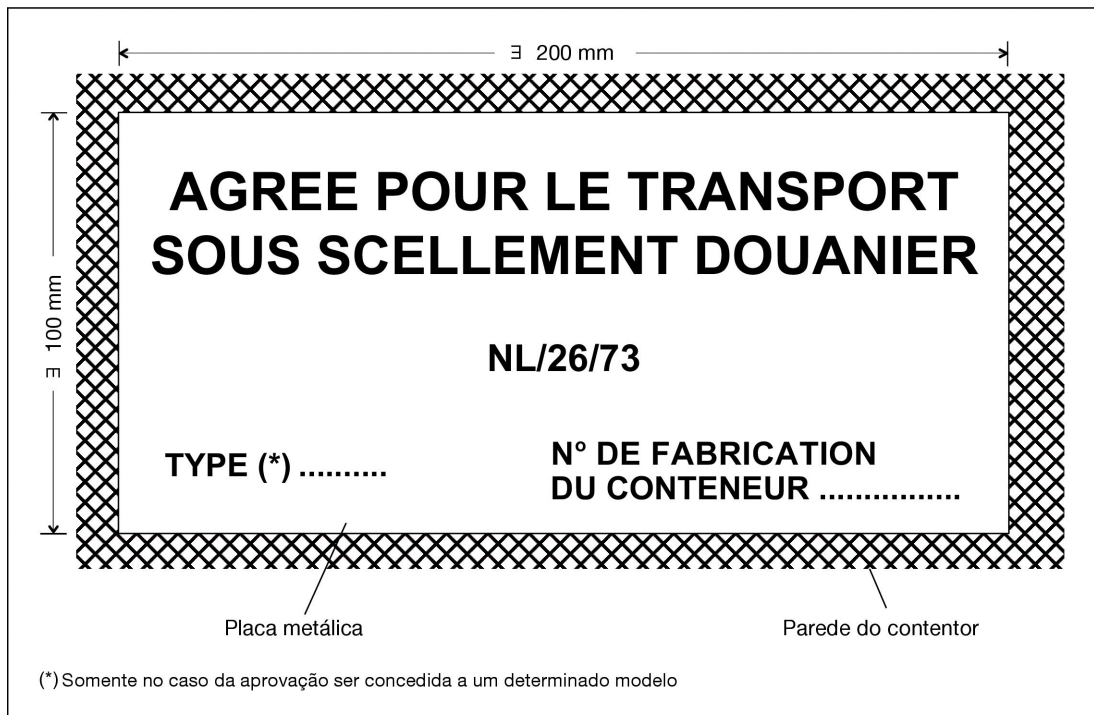 ∃ 200 mm
∃ 100 mm
AGREE POUR LE TRANSPORT
SOUS SCELLEMENT DOUANIER
NL/26/73
TYPE (*) ..........
Nº DE FABRICATION
DU CONTENEUR ................
Placa metálica
Parede do contentor
(*) Somente no caso da aprovação ser concedida a um determinado modelo